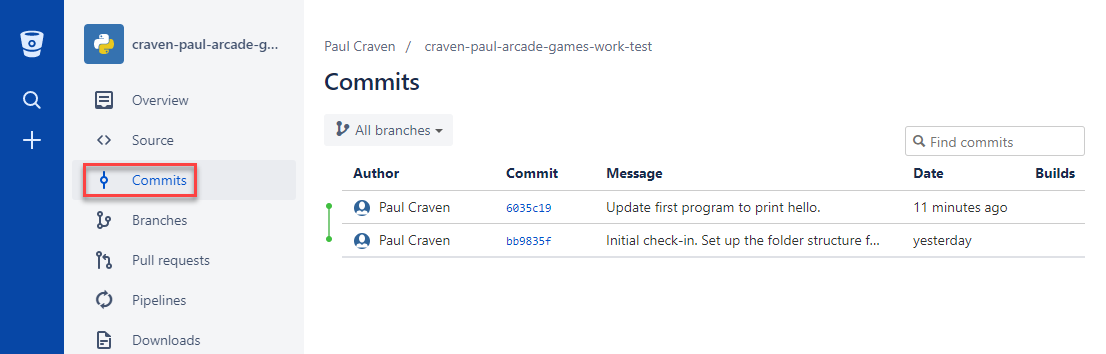 craven-paul-arcade-g...
Overview
Source
Commits
Branches
Pull requests
Pipelines
Downloads
Paul Craven / craven-paul-arcade-games-work-test
Commits
All branches
Find commits
Author Commit Message Date Builds
Paul Craven 6035c19 Update first program to print hello. 11 minutes ago
Paul Craven bb9835f Initial check-in. Set up the folder structure f... yesterday